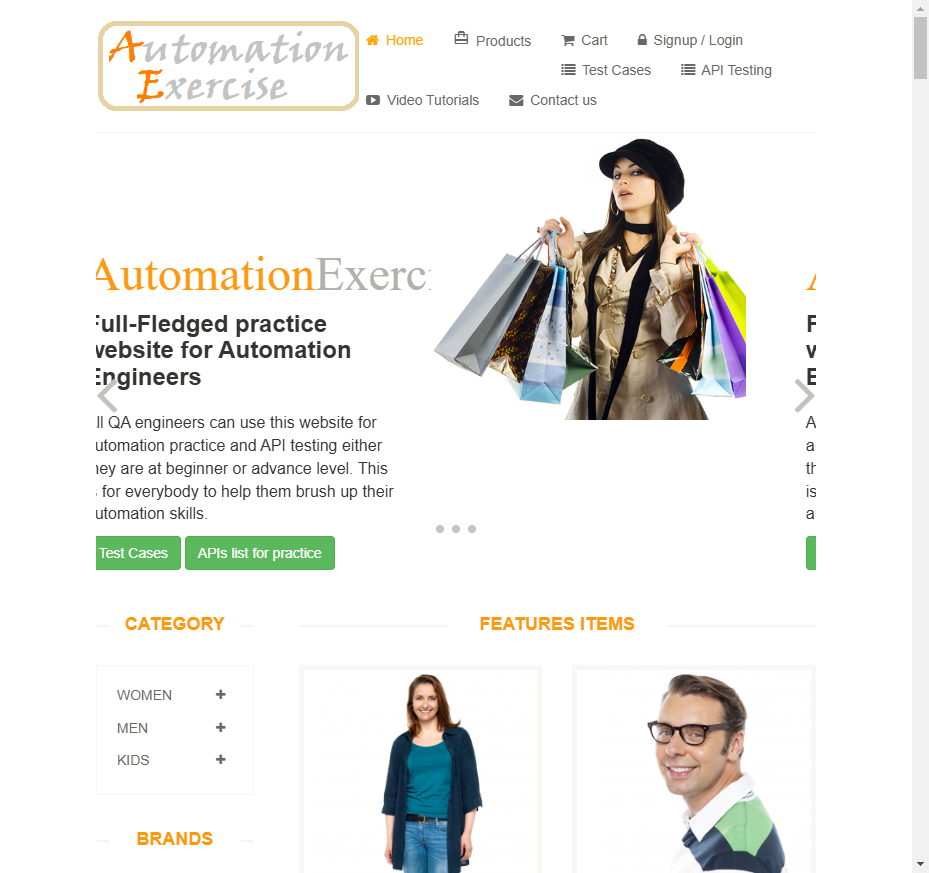 Automation
Exercise
Home
Products
Cart
Signup / Login
Test Cases
API Testing
Video Tutorials
Contact us
AutomationExerci
Full-Fledged practice
website for Automation
Engineers
ll QA engineers can use this website for
utomation practice and API testing either
hey are at beginner or advance level. This
s for everybody to help them brush up their
utomation skills.
Test Cases
APIs list for practice
A
F
w
E
A
a
th
is
a
CATEGORY
WOMEN
MEN
KIDS
BRANDS
FEATURES ITEMS